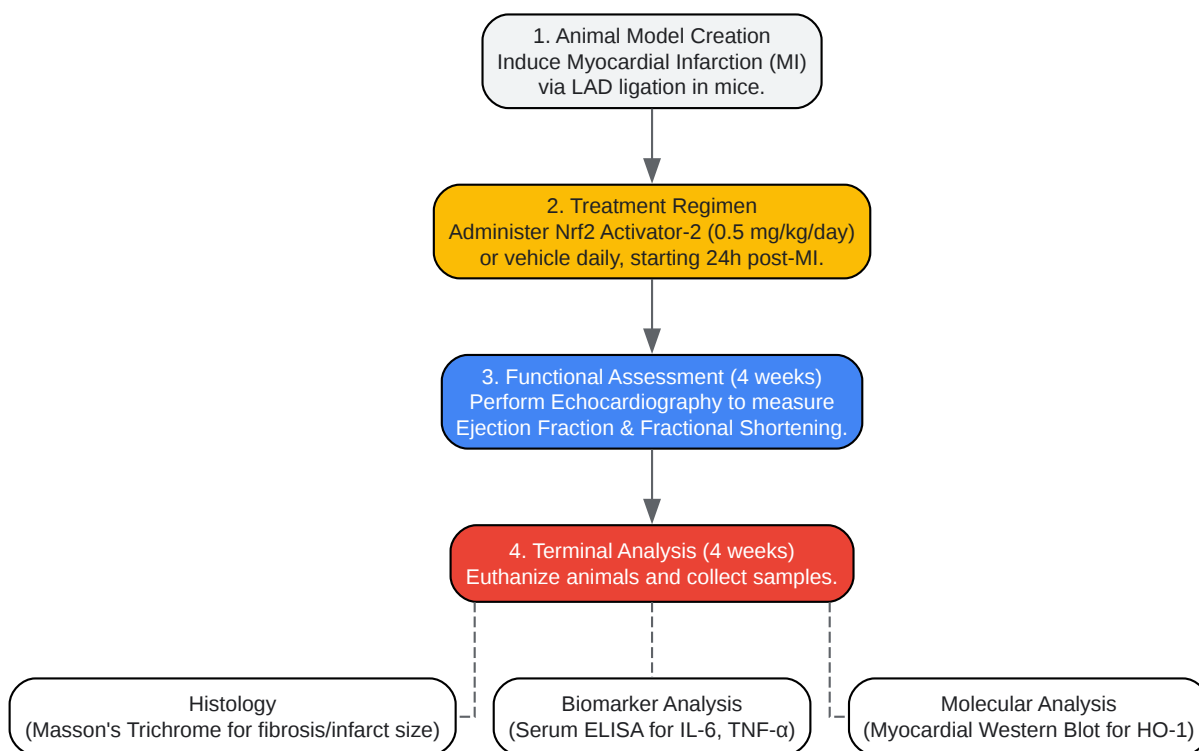 1. Animal Model Creation
Induce Myocardial Infarction (MI)
via LAD ligation in mice.
2. Treatment Regimen
Administer Nrf2 Activator-2 (0.5 mg/kg/day)
or vehicle daily, starting 24h post-MI.
3. Functional Assessment (4 weeks)
Perform Echocardiography to measure
Ejection Fraction & Fractional Shortening.
4. Terminal Analysis (4 weeks)
Euthanize animals and collect samples.
Histology
(Masson's Trichrome for fibrosis/infarct size)
Biomarker Analysis
(Serum ELISA for IL-6, TNF-α)
Molecular Analysis
(Myocardial Western Blot for HO-1)